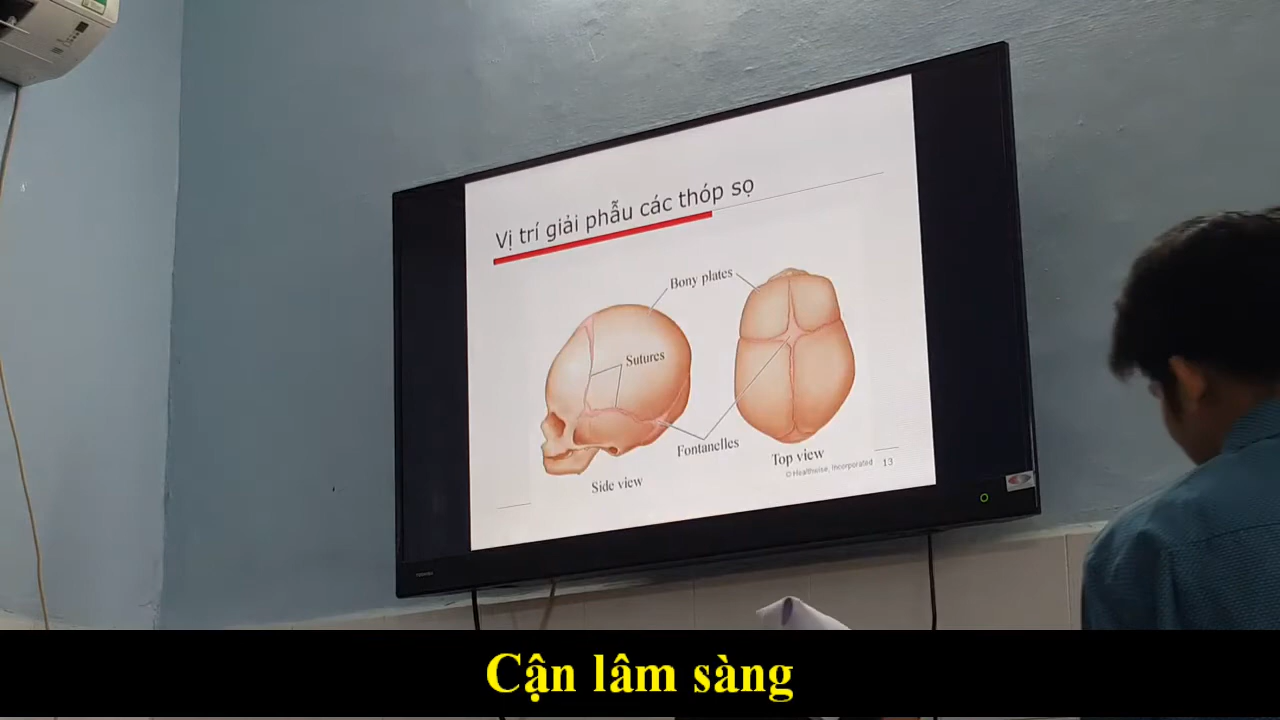 Vị trí giải phẫu các thóp sọ
Bony plates
Sutures
Fontanelles
Side view
Top view
© Healthwise, Incorporated
13
TOSHIBA
Cận lâm sàng